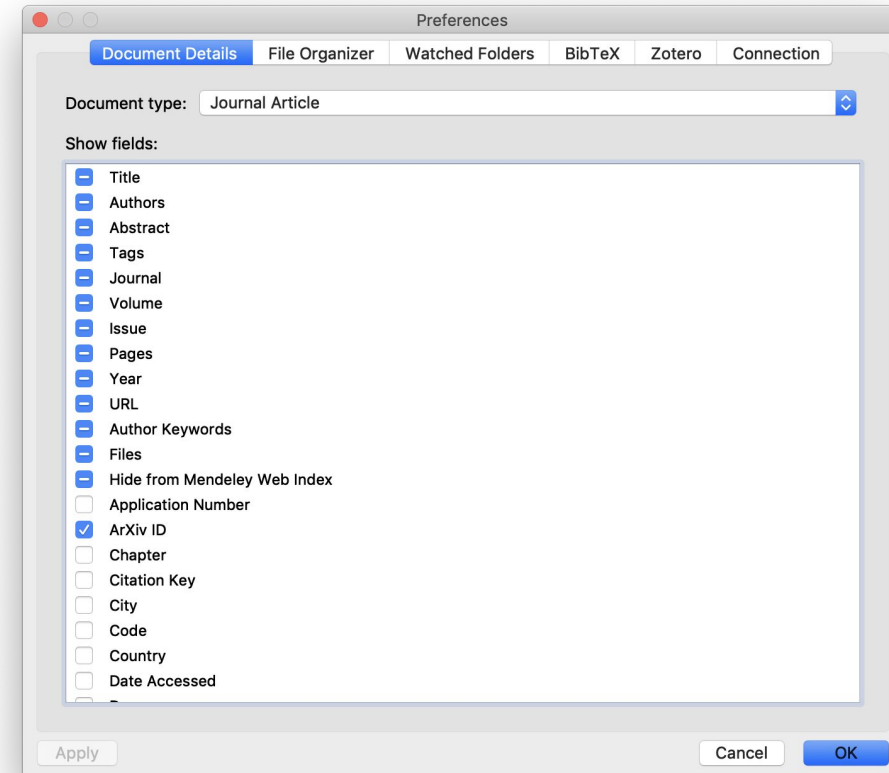 Preferences
Document Details File Organizer Watched Folders BibTeX Zotero Connection
Document type: Journal Article
Show fields:
Title
Authors
Abstract
Tags
Journal
Volume
Issue
Pages
Year
URL
Author Keywords
Files
Hide from Mendeley Web Index
Application Number
ArXiv ID
Chapter
Citation Key
City
Code
Country
Date Accessed
Apply Cancel OK